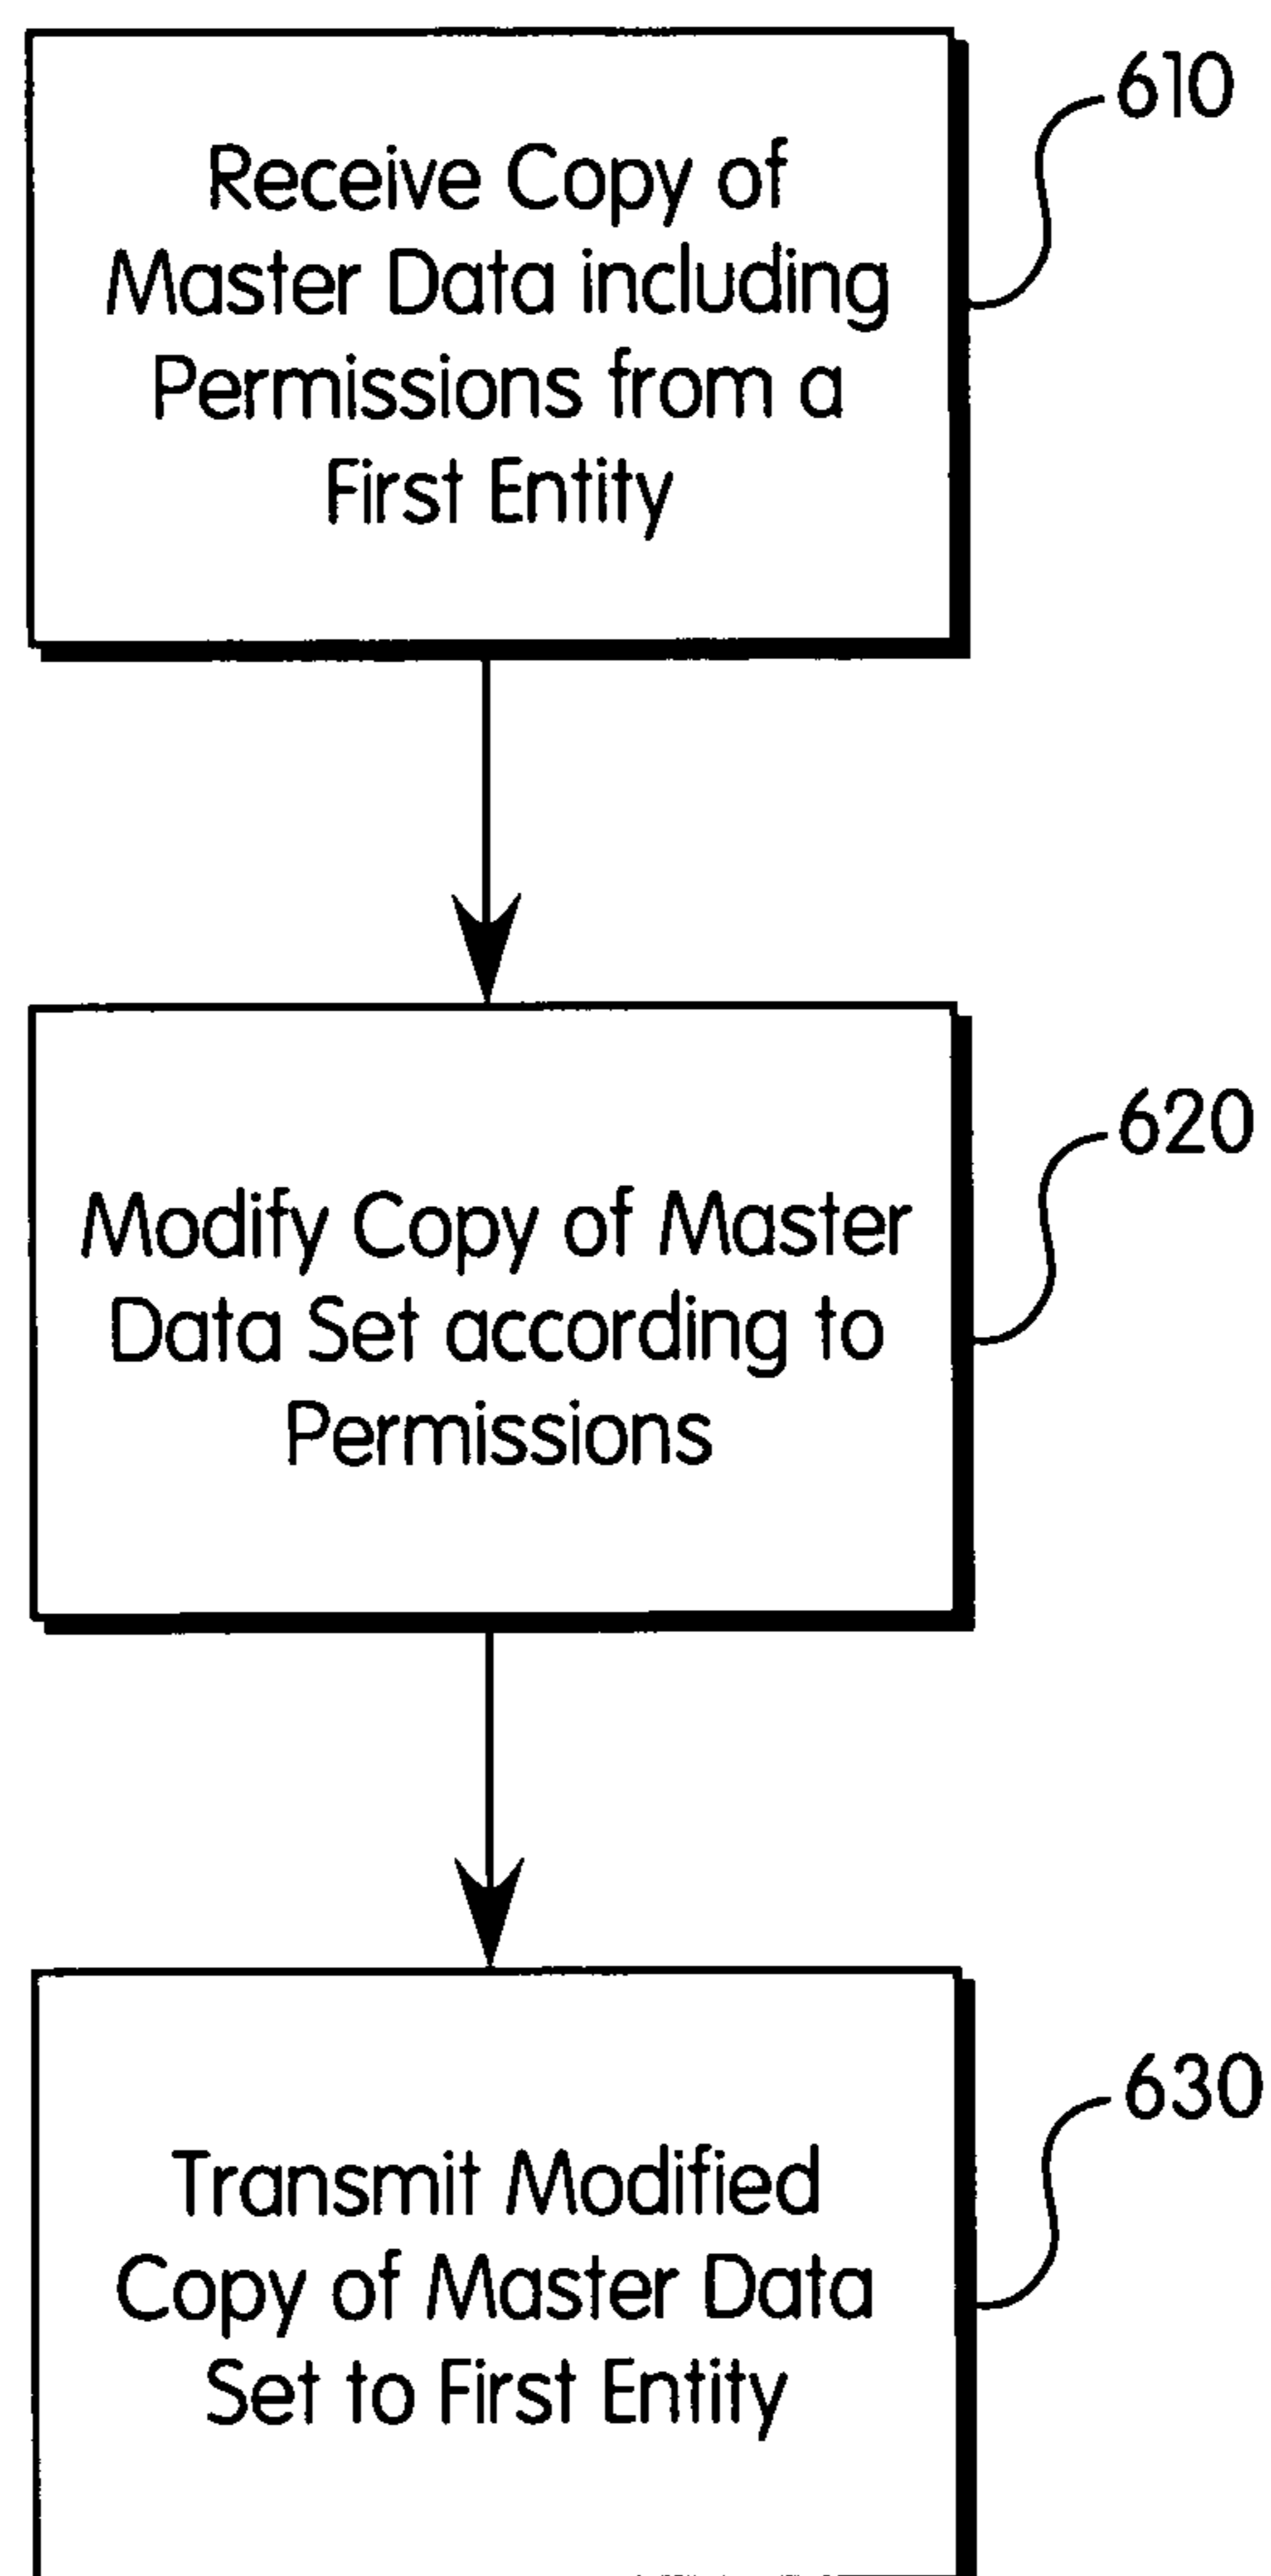 610
Receive Copy of
Master Data including
Permissions from a
First Entity
620
Modify Copy of Master
Data Set according to
Permissions
630
Transmit Modified
Copy of Master Data
Set to First Entity